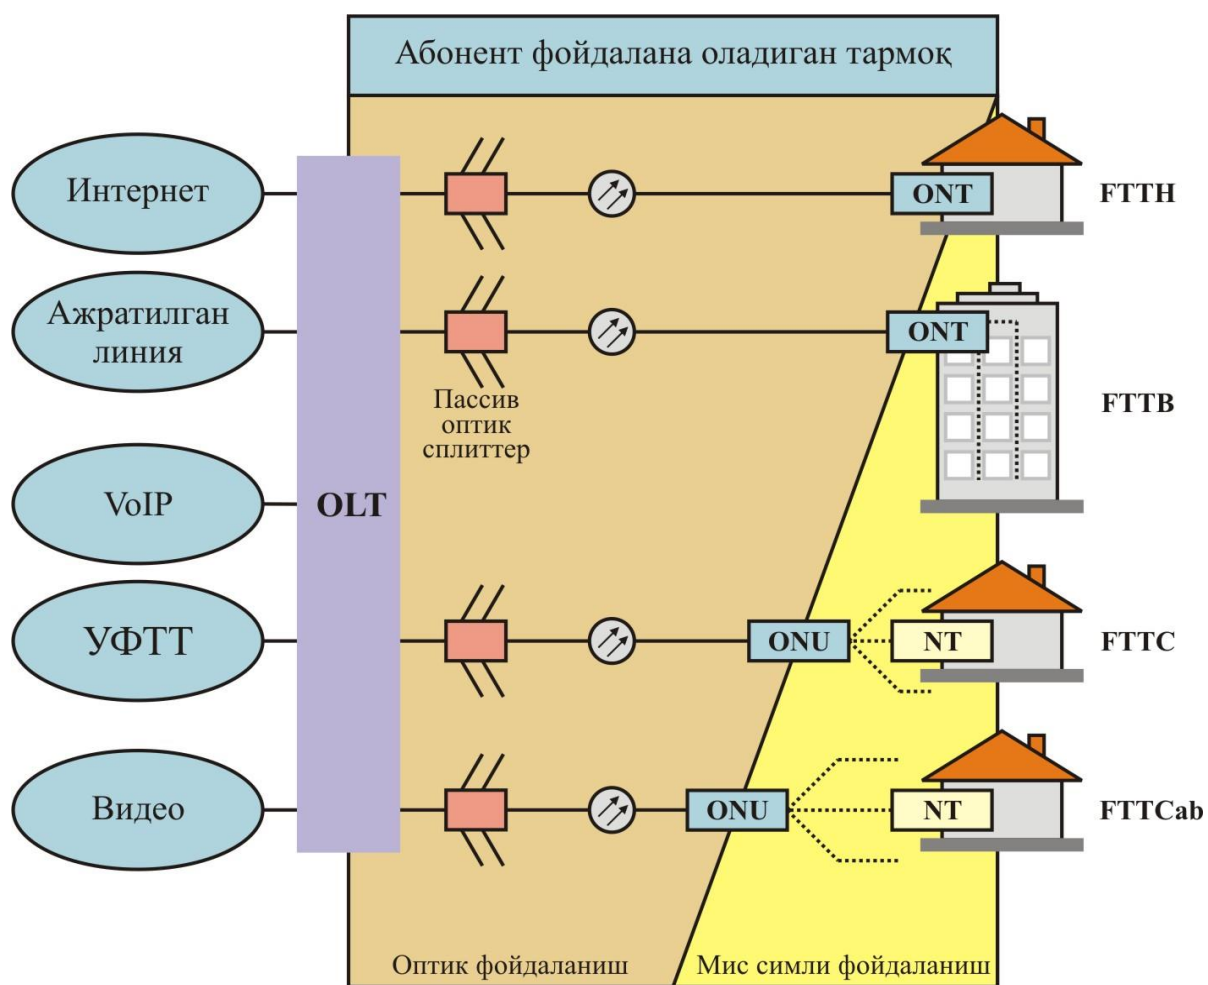 Абонент фойдалана оладиган тармоқ
Интернет
ONT
FTTH
Ажратилган
линия
ONT
Пассив
оптик
сплиттер
FTTB
VoIP
OLT
УФТТ
ONU
NT
FTTC
Видео
ONU
NT
FTTCab
Оптик фойдаланиш
Мис симли фойдаланиш